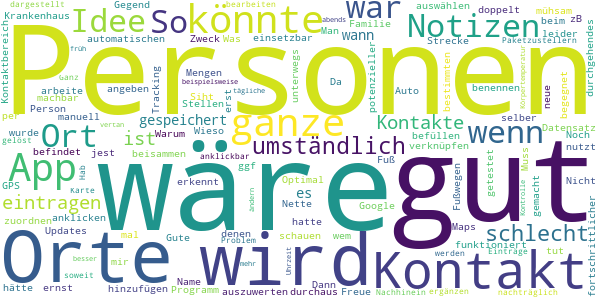 dargestellt Gegend bearbeiten abends auswählen doppelt mühsam
Krankenhaus Idee So könnte war Familie Man wann zB beim leider
automatischen Zweck Was einsetzbar Notizen Strecke Paketzustellern
Kontaktbereich früh Personen durchgehendes
Ganz Mengen unterwegs potenzieller
arbeite angeben Siht Da Auto bestätigen benennen Körpertemperatur begegnet
machbar Tracking beispielsweise tägliche neue
Person Stellen
per manuell gespeichert erst ganze Kontakte befüllen selber Datensatz
wurde Ort ist Warum Wieso umständlich wenn Noch
gelöst vertan anklickbar verknüpfen nutzt
App befindet jest beisammen ggf Fuß Fußwegen getestet Muss Nicht
GPS Hab erkennt es wäre gut Kontrolle gemacht fortschrittlicher
eintragen Karte Optimal Nette
zuordnen anklicken ändern Google
Updates mal Gute denen hatte Maps schlecht
Orte mir Problem wird schauen wem Kontakt funktioniert
besser mehr Uhrzeit werden Einträge
hätte ernst soweit Name Programm Dann tut
hinzufügen auszuwerten durchaus Freue Nachhinein ergänzen nachträglich